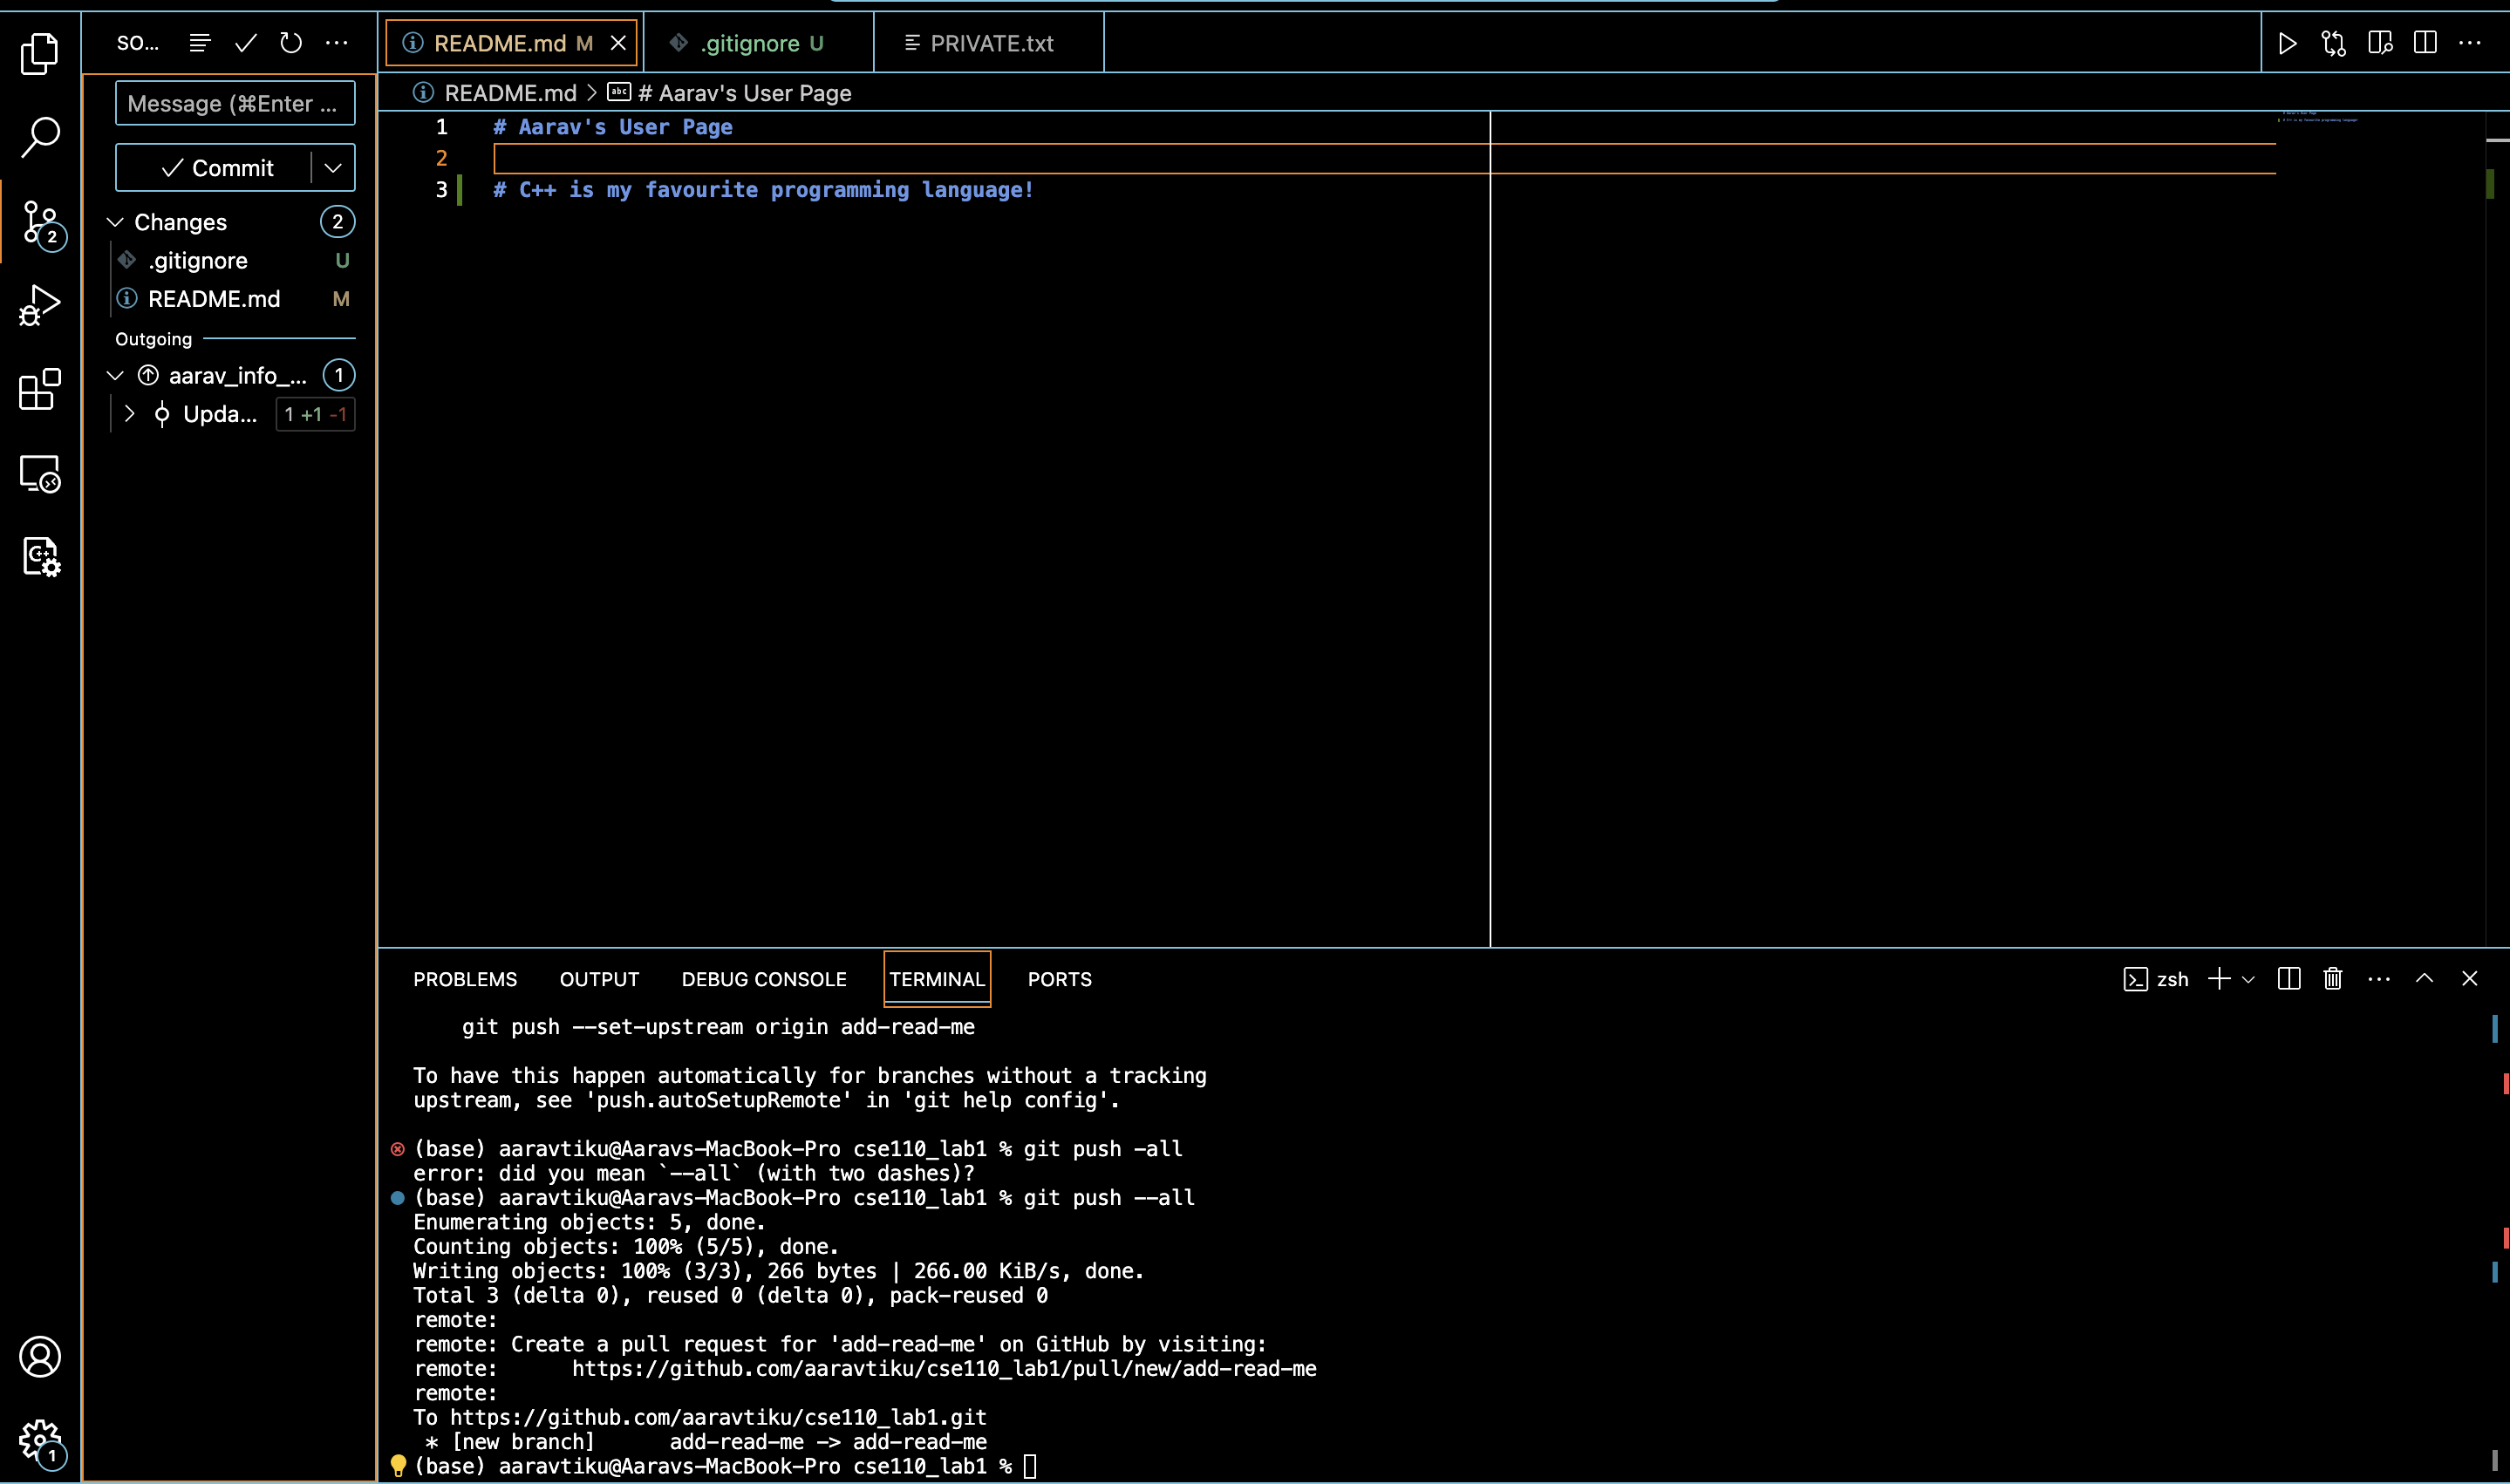 SO...
README.md M
.gitignore U
PRIVATE.txt
README.md > # Aarav's User Page
Message (⌘Enter ...
Commit
Changes 2
.gitignore U
README.md M
Outgoing
aarav_info_... 1
Upda... 1 +1 -1
2
1 # Aarav's User Page
2
3 # C++ is my favourite programming language!
PROBLEMS OUTPUT DEBUG CONSOLE TERMINAL PORTS
zsh
git push --set-upstream origin add-read-me
To have this happen automatically for branches without a tracking
upstream, see 'push.autoSetupRemote' in 'git help config'.
(base) aaravtiku@Aaravs-MacBook-Pro cse110_lab1 % git push -all
error: did you mean `--all` (with two dashes)?
(base) aaravtiku@Aaravs-MacBook-Pro cse110_lab1 % git push --all
Enumerating objects: 5, done.
Counting objects: 100% (5/5), done.
Writing objects: 100% (3/3), 266 bytes | 266.00 KiB/s, done.
Total 3 (delta 0), reused 0 (delta 0), pack-reused 0
remote:
remote: Create a pull request for 'add-read-me' on GitHub by visiting:
remote:      https://github.com/aaravtiku/cse110_lab1/pull/new/add-read-me
remote:
To https://github.com/aaravtiku/cse110_lab1.git
 * [new branch]      add-read-me -> add-read-me
(base) aaravtiku@Aaravs-MacBook-Pro cse110_lab1 %
1